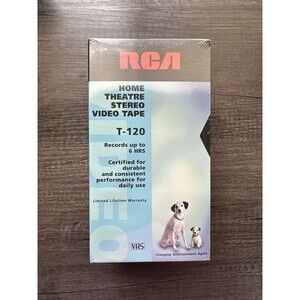 RCA
HOME
THEATRE
STEREO
VIDEO TAPE
T-120
Records up to
6 HRS
Certified for
durable
and consistent
performance for
daily use
Limited Lifetime Warranty
VHS
Changing Entertainment. Again.
VIDEO